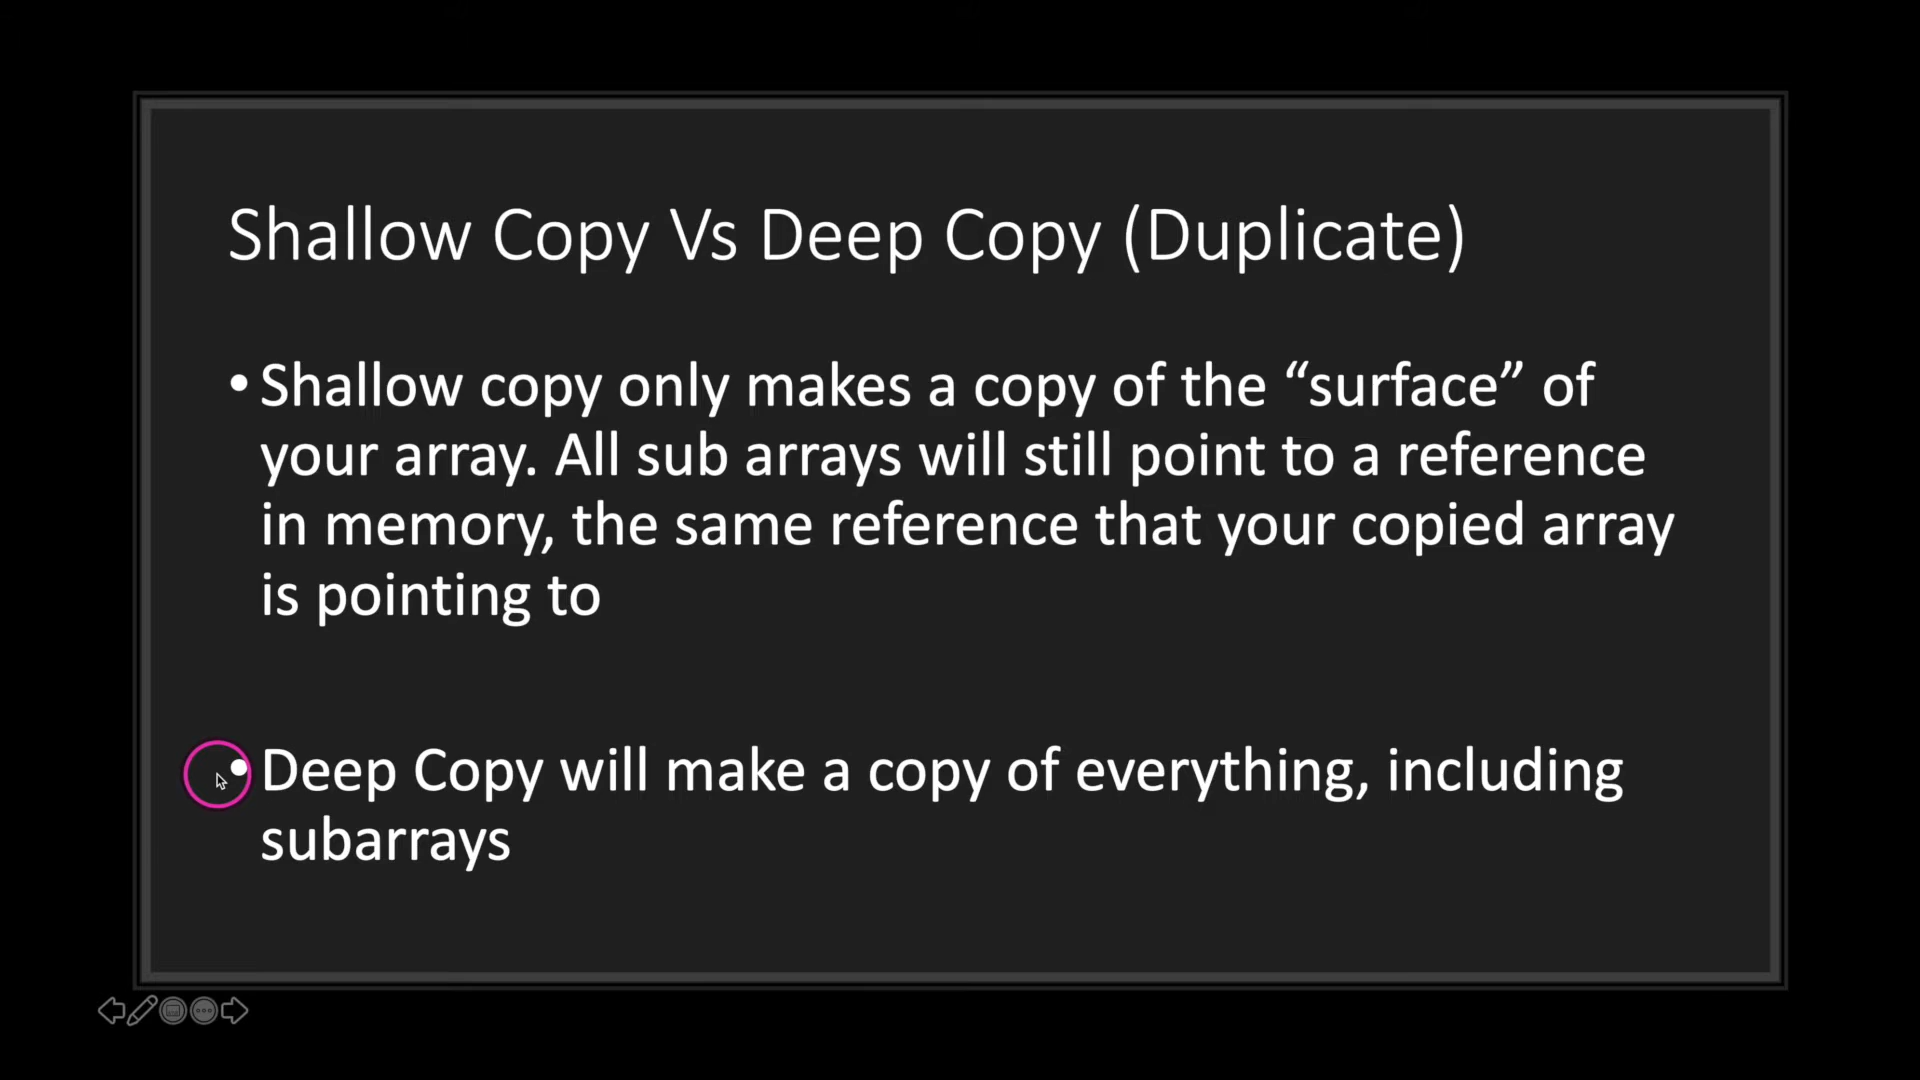 Shallow Copy Vs Deep Copy (Duplicate)
• Shallow copy only makes a copy of the “surface” of
your array. All sub arrays will still point to a reference
in memory, the same reference that your copied array
is pointing to
• Deep Copy will make a copy of everything, including
subarrays